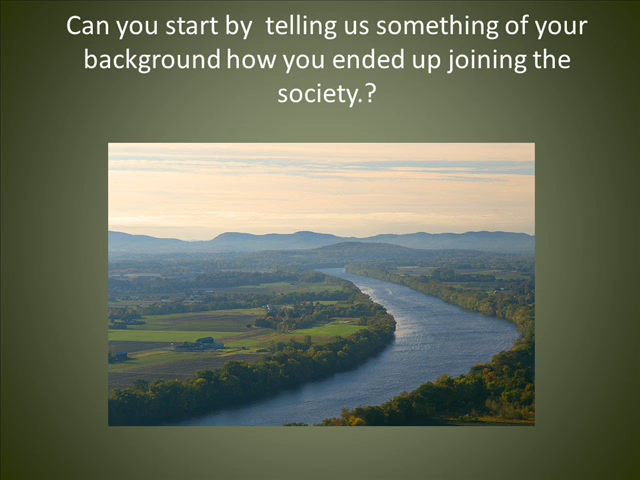 Can you start by  telling us something of your
background how you ended up joining the
society.?